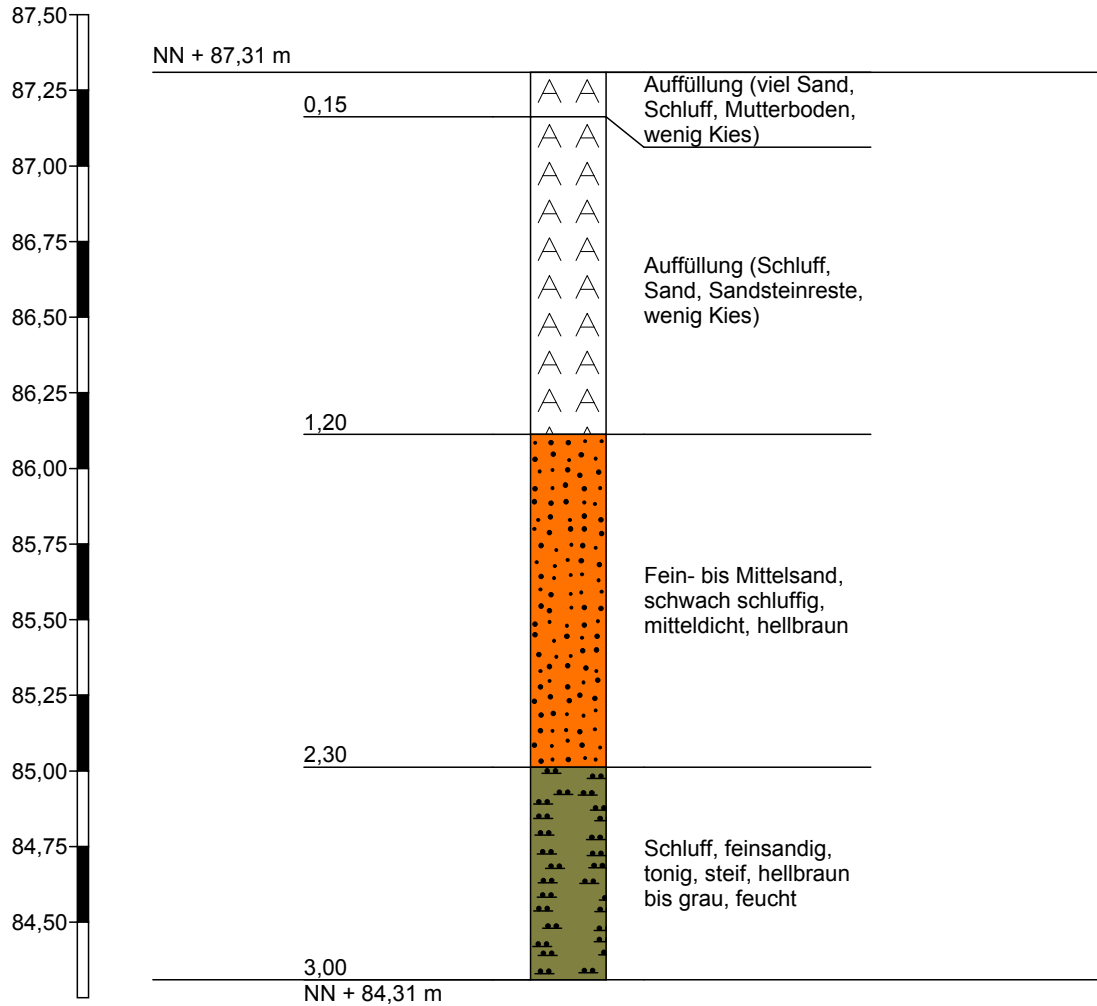 87,50
NN + 87,31 m
87,25
0,15
Auffüllung (viel Sand,
Schluff, Mutterboden,
wenig Kies)
87,00
86,75
Auffüllung (Schluff,
Sand, Sandsteinreste,
wenig Kies)
86,50
86,25
1,20
86,00
85,75
Fein- bis Mittelsand,
schwach schluffig,
mitteldicht, hellbraun
85,50
85,25
2,30
85,00
84,75
Schluff, feinsandig,
tonig, steif, hellbraun
bis grau, feucht
84,50
3,00
NN + 84,31 m